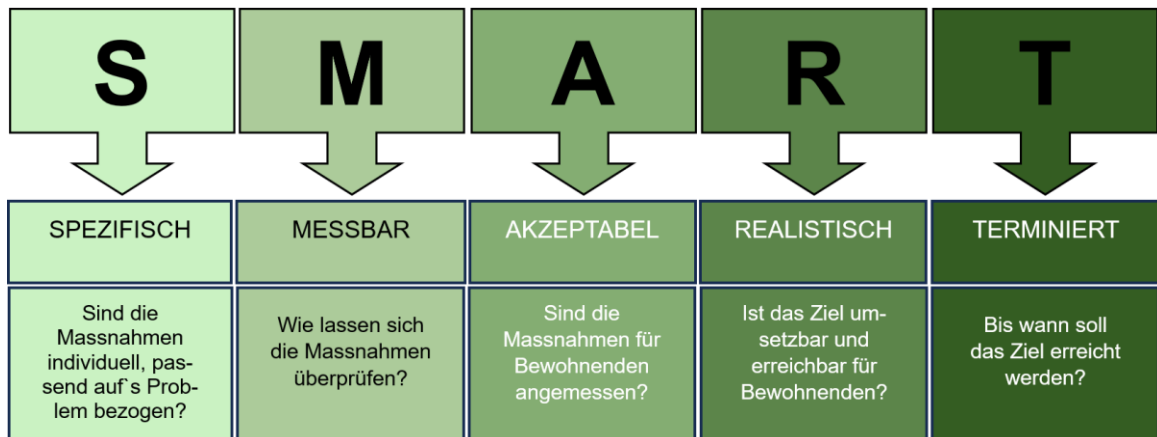 S
M
A
R
T
SPEZIFISCH
MESSBAR
AKZEPTABEL
REALISTISCH
TERMINIERT
Sind die
Massnahmen
individuell, pas-
send auf`s Prob-
lem bezogen?
Wie lassen sich
die Massnahmen
überprüfen?
Sind die
Massnahmen für
Bewohnenden
angemessen?
Ist das Ziel um-
setzbar und
erreichbar für
Bewohnenden?
Bis wann soll
das Ziel erreicht
werden?